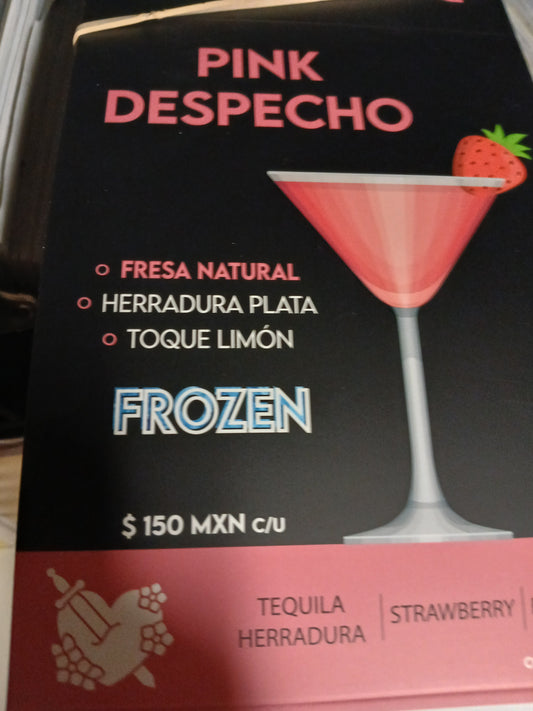 PINK
DESPECHO
FRESA NATURAL
HERRADURA PLATA
TOQUE LIMÓN
FROZEN
$ 150 MXN C/U
TEQUILA
HERRADURA
STRAWBERRY